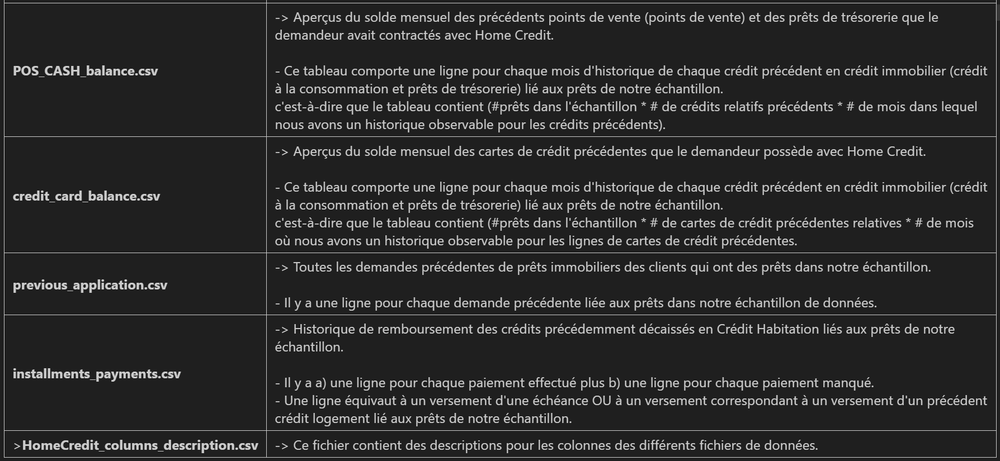 POS_CASH_balance.csv
-> Aperçus du solde mensuel des précédents points de vente (points de vente) et des prêts de trésorerie que le
demandeur avait contractés avec Home Credit.
- Ce tableau comporte une ligne pour chaque mois d'historique de chaque crédit précédent en crédit immobilier (crédit
à la consommation et prêts de trésorerie) lié aux prêts de notre échantillon.
c'est-à-dire que le tableau contient (#prêts dans l'échantillon * # de crédits relatifs précédents * # de mois dans lequel
nous avons un historique observable pour les crédits précédents).
credit_card_balance.csv
-> Aperçus du solde mensuel des cartes de crédit précédentes que le demandeur possède avec Home Credit.
- Ce tableau comporte une ligne pour chaque mois d'historique de chaque crédit précédent en crédit immobilier (crédit
à la consommation et prêts de trésorerie) lié aux prêts de notre échantillon.
c'est-à-dire que le tableau contient (#prêts dans l'échantillon * # de cartes de crédit précédentes relatives * # de mois
où nous avons un historique observable pour les lignes de cartes de crédit précédentes.
previous_application.csv
-> Toutes les demandes précédentes de prêts immobiliers des clients qui ont des prêts dans notre échantillon.
- Il y a une ligne pour chaque demande précédente liée aux prêts dans notre échantillon de données.
installments_payments.csv
-> Historique de remboursement des crédits précédemment décaissés en Crédit Habitation liés aux prêts de notre
échantillon.
- Il y a a) une ligne pour chaque paiement effectué plus b) une ligne pour chaque paiement manqué.
- Une ligne équivaut à un versement d'une échéance OU à un versement correspondant à un versement d'un précédent
crédit logement lié aux prêts de notre échantillon.
>HomeCredit_columns_description.csv
-> Ce fichier contient des descriptions pour les colonnes des différents fichiers de données.